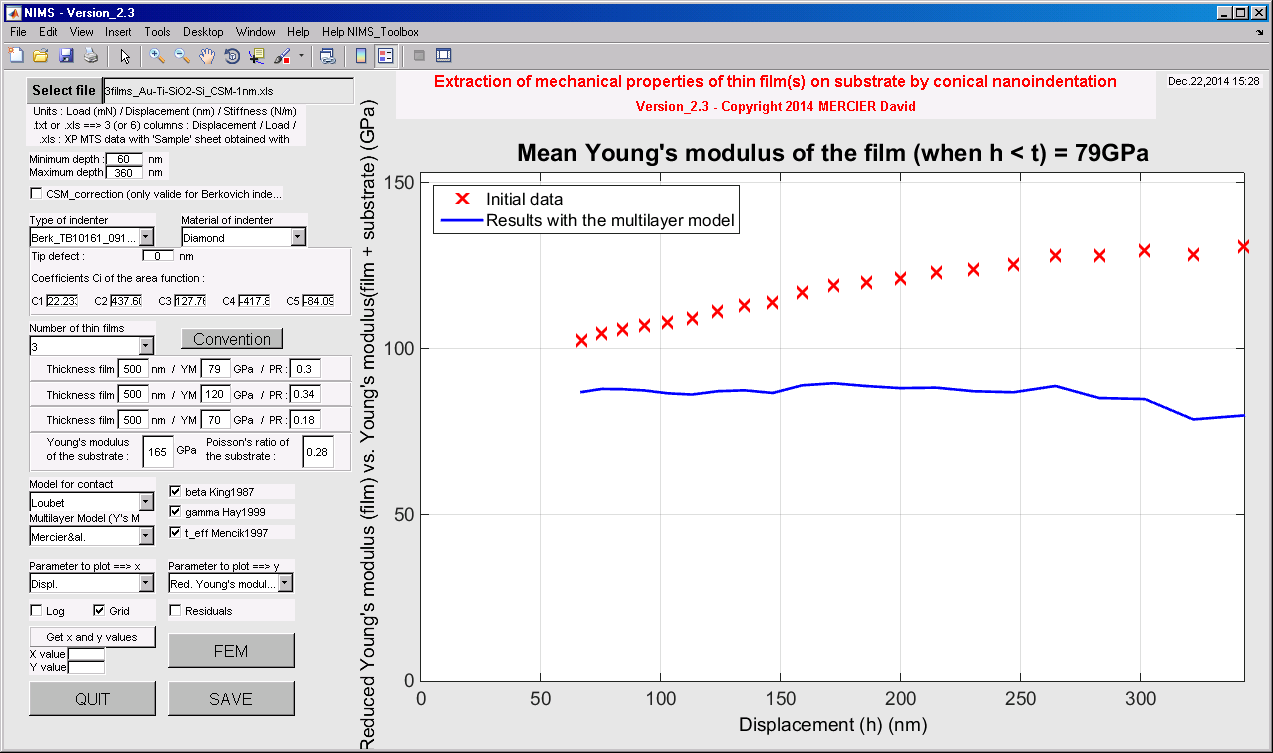 NIMS - Version_2.3
File Edit View Insert Tools Desktop Window Help Help NIMS_Toolbox
Select file 3films_Au-Ti-SiO2-Si_CSM-1nm.xls
Units : Load (mN) / Displacement (nm) / Stiffness (N/m)
.txt or .xls ==> 3 (or 6) columns : Displacement / Load /
.xls : XP MTS data with 'Sample' sheet obtained with
Minimum depth : 60 nm
Maximum depth : 360 nm
CSM_correction (only valide for Berkovich inde...
Type of indenter Material of indenter
Berk_TB10161_091... Diamond
Tip defect : 0 nm
Coefficients Ci of the area function :
C1 22.233 C2 437.60 C3 127.76 C4 -417.8 C5 -84.09
Number of thin films
3 Convention
Thickness film 500 nm / YM 79 GPa / PR : 0.3
Thickness film 500 nm / YM 120 GPa / PR : 0.34
Thickness film 500 nm / YM 70 GPa / PR : 0.18
Young's modulus of the substrate : 165 GPa Poisson's ratio of the substrate : 0.28
Model for contact
Loubet
beta King1987
gamma Hay1999
Multilayer Model (Y's M
Mercier&al.
t_eff Mencik1997
Parameter to plot ==> x Parameter to plot ==> y
Displ. Red. Young's modul...
Log Grid Residuals
Get x and y values
X value
Y value
FEM
QUIT SAVE
Extraction of mechanical properties of thin film(s) on substrate by conical nanoindentation
Version_2.3 - Copyright 2014 MERCIER David
Dec.22,2014 15:28
Mean Young's modulus of the film (when h < t) = 79GPa
Initial data
Results with the multilayer model
Reduced Young's modulus (film) vs. Young's modulus(film + substrate) (GPa)
150
100
50
0
0 50 100 150 200 250 300
Displacement (h) (nm)